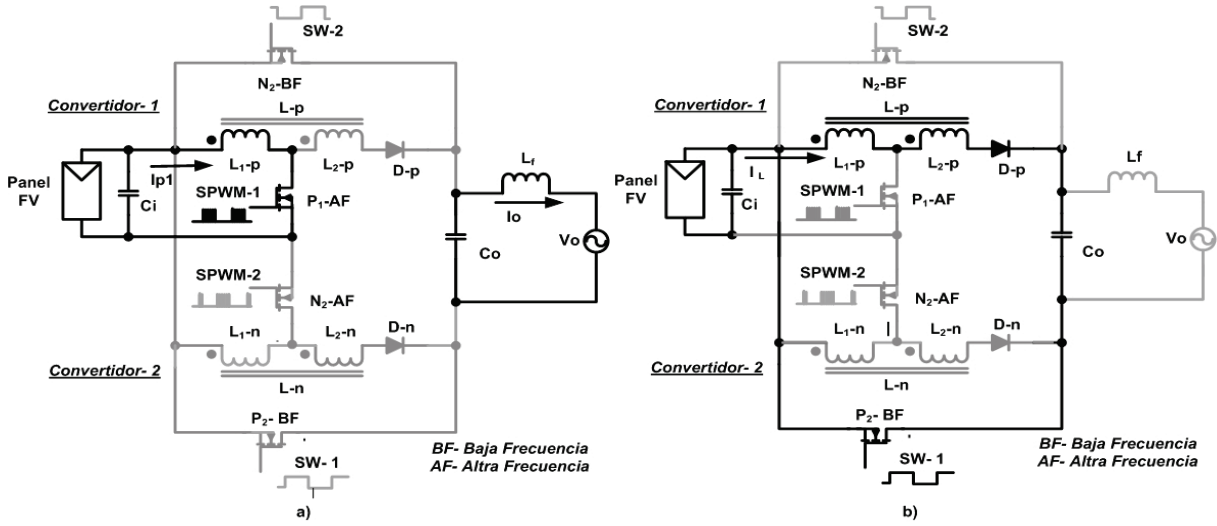 SW-2
N₂-BF
Convertidor- 1
L-p
L₁-p
L₂-p
D-p
Ip1
Panel
FV
Ci
SPWM-1
P₁-AF
Lf
Io
Co
Vo
SPWM-2
N₂-AF
L₁-n
L₂-n
D-n
Convertidor- 2
L-n
P₂- BF
SW- 1
BF- Baja Frecuencia
AF- Altra Frecuencia
a)
SW-2
N₂-BF
Convertidor- 1
L-p
L₁-p
L₂-p
D-p
I L
Panel
FV
Ci
SPWM-1
P₁-AF
Lf
Co
Vo
SPWM-2
N₂-AF
L₁-n
L₂-n
D-n
Convertidor- 2
L-n
P₂- BF
SW- 1
BF- Baja Frecuencia
AF- Altra Frecuencia
b)